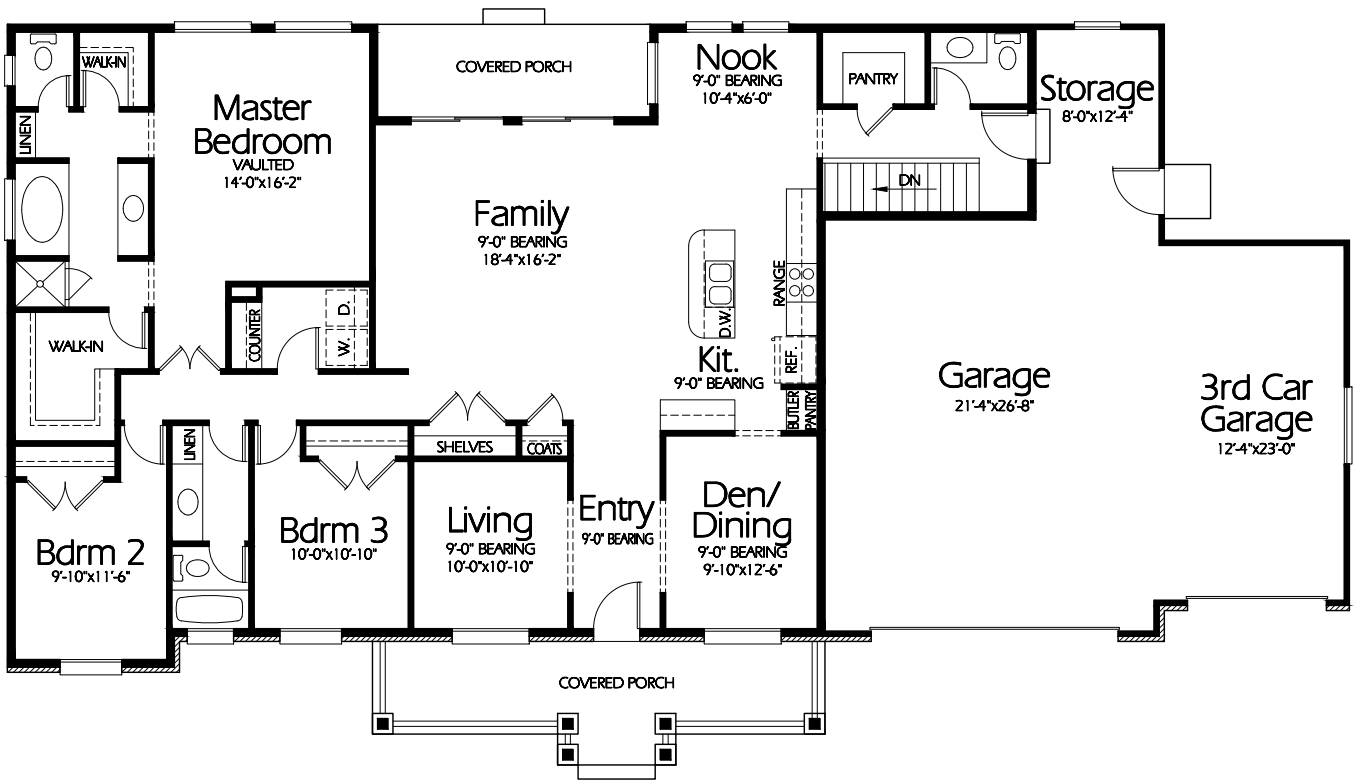 WALK-IN
LINEN
Master
Bedroom
VAULTED
14'-0"x16'-2"
COVERED PORCH
Nook
9'-0" BEARING
10'-4"x6'-0"
PANTRY
Storage
8'-0"x12'-4"
DN
Family
9'-0" BEARING
18'-4"x16'-2"
RANGE
D.W.
Kit.
9'-0" BEARING
REF.
BUTLER
PANTRY
WALK-IN
COUNTER
D.
W.
Garage
21'-4"x26'-8"
3rd Car
Garage
12'-4"x23'-0"
LINEN
SHELVES
COATS
Bdrm 2
9'-10"x11'-6"
Bdrm 3
10'-0"x10'-10"
Living
9'-0" BEARING
10'-0"x10'-10"
Entry
9'-0" BEARING
Den/
Dining
9'-0" BEARING
9'-10"x12'-6"
COVERED PORCH